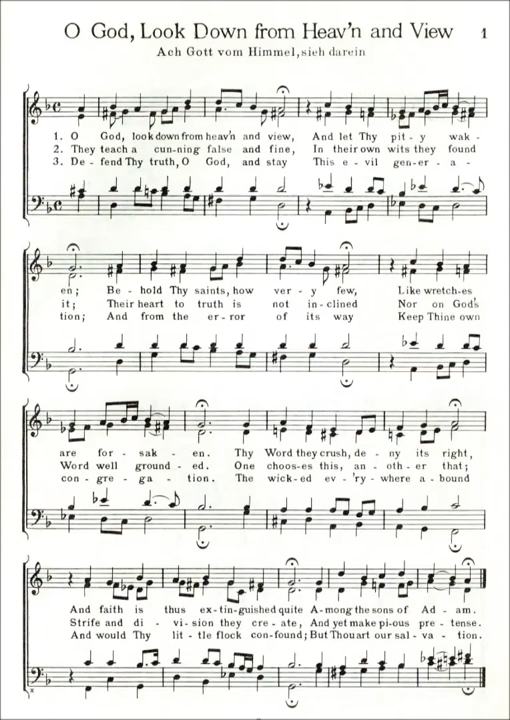 O God, Look Down from Heav'n and View 1
Ach Gott vom Himmel, sieh darein
1. O God, look down from heav'n and view, And let Thy pit - y wak -
2. They teach a cun - ning false and fine, In their own wits they found
3. De - fend Thy truth, O God, and stay This e - vil gen - er - a -
en; Be - hold Thy saints, how ver - y few, Like wretch - es
it; Their heart to truth is not in - clined Nor on God's
tion; And from the er - ror of its way Keep Thine own
are for - sak - en. Thy Word they crush, de - ny its right,
Word well ground - ed. One choos - es this, an - oth - er that;
con - gre - ga - tion. The wick - ed ev - 'ry - where a - bound
And faith is thus ex - tin - guished quite A - mong the sons of Ad - am.
Strife and di - vi - sion they cre - ate, And yet make pi - ous pre - tense.
And would Thy lit - tle flock con - found; But Thou art our sal - va - tion.